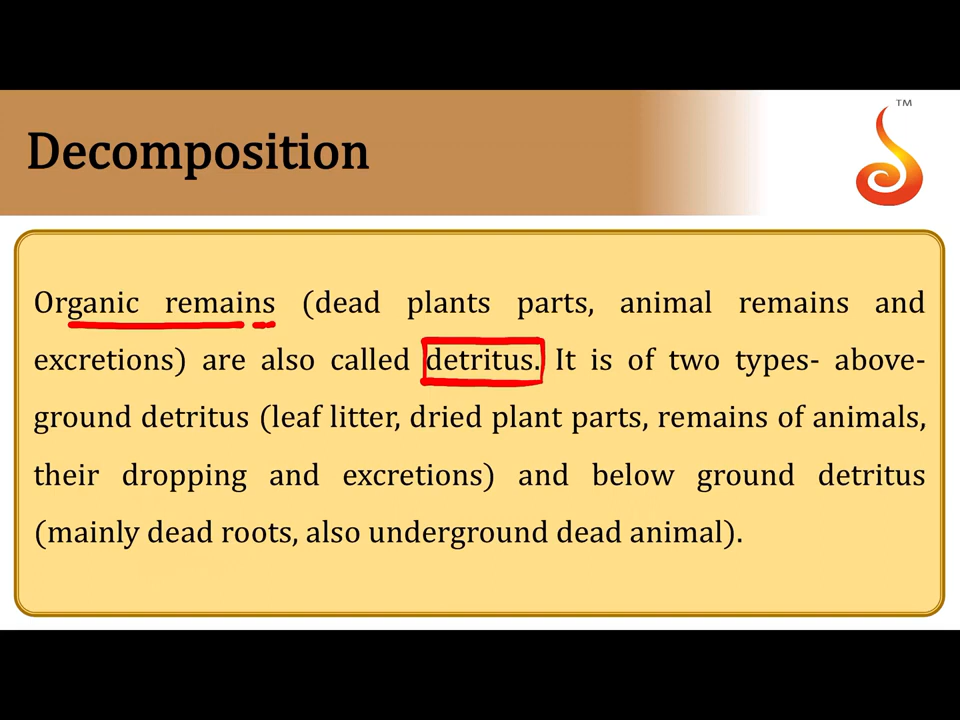 TM
Decomposition
Organic remains (dead plants parts, animal remains and
excretions) are also called detritus. It is of two types- above-
ground detritus (leaf litter, dried plant parts, remains of animals,
their dropping and excretions) and below ground detritus
(mainly dead roots, also underground dead animal).